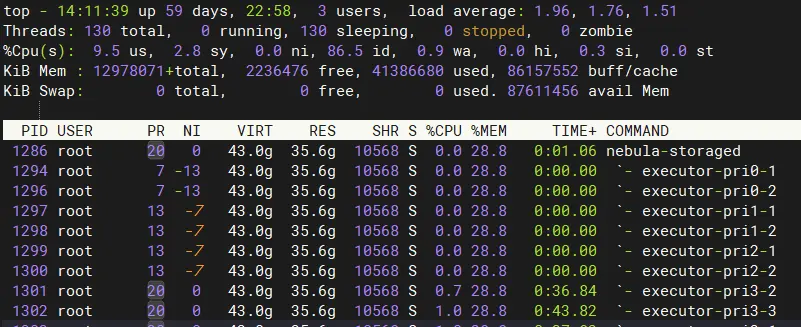 top - 14:11:39 up 59 days, 22:58,  3 users,  load average: 1.96, 1.76, 1.51
Threads: 130 total,   0 running, 130 sleeping,   0 stopped,   0 zombie
%Cpu(s):  9.5 us,  2.8 sy,  0.0 ni, 86.5 id,  0.9 wa,  0.0 hi,  0.3 si,  0.0 st
KiB Mem : 12978071+total,  2236476 free, 41386680 used, 86157552 buff/cache
KiB Swap:        0 total,        0 free,        0 used. 87611456 avail Mem
PID USER      PR  NI    VIRT    RES    SHR S %CPU %MEM     TIME+ COMMAND
1286 root      20   0   43.0g  35.6g  10568 S  0.0 28.8   0:01.06 nebula-storaged
1294 root       7 -13   43.0g  35.6g  10568 S  0.0 28.8   0:00.00  `- executor-pri0-1
1296 root       7 -13   43.0g  35.6g  10568 S  0.0 28.8   0:00.00  `- executor-pri0-2
1297 root      13  -7   43.0g  35.6g  10568 S  0.0 28.8   0:00.00  `- executor-pri1-1
1298 root      13  -7   43.0g  35.6g  10568 S  0.0 28.8   0:00.00  `- executor-pri1-2
1299 root      13  -7   43.0g  35.6g  10568 S  0.0 28.8   0:00.00  `- executor-pri2-1
1300 root      13  -7   43.0g  35.6g  10568 S  0.0 28.8   0:00.00  `- executor-pri2-2
1301 root      20   0   43.0g  35.6g  10568 S  0.7 28.8   0:36.84  `- executor-pri3-2
1302 root      20   0   43.0g  35.6g  10568 S  1.0 28.8   0:43.82  `- executor-pri3-3